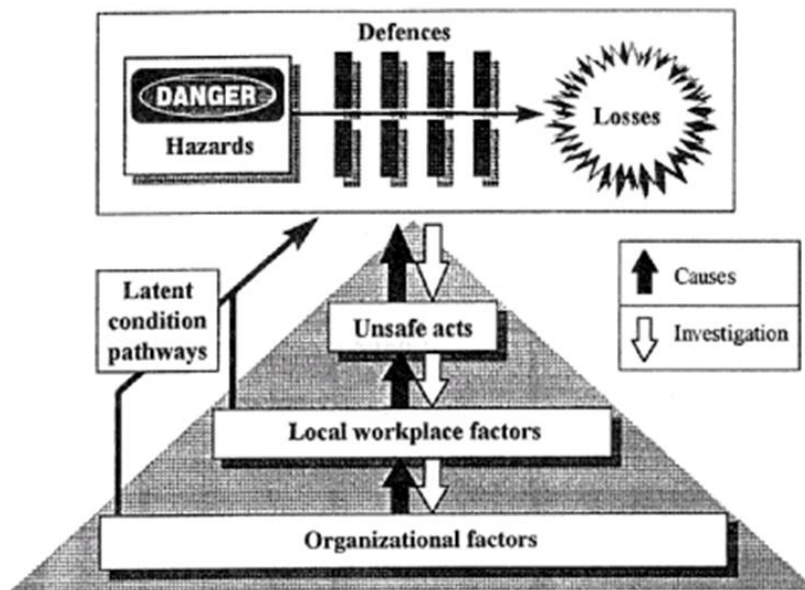 Defences
DANGER
Hazards
Losses
Latent
condition
pathways
Causes
Investigation
Unsafe acts
Local workplace factors
Organizational factors